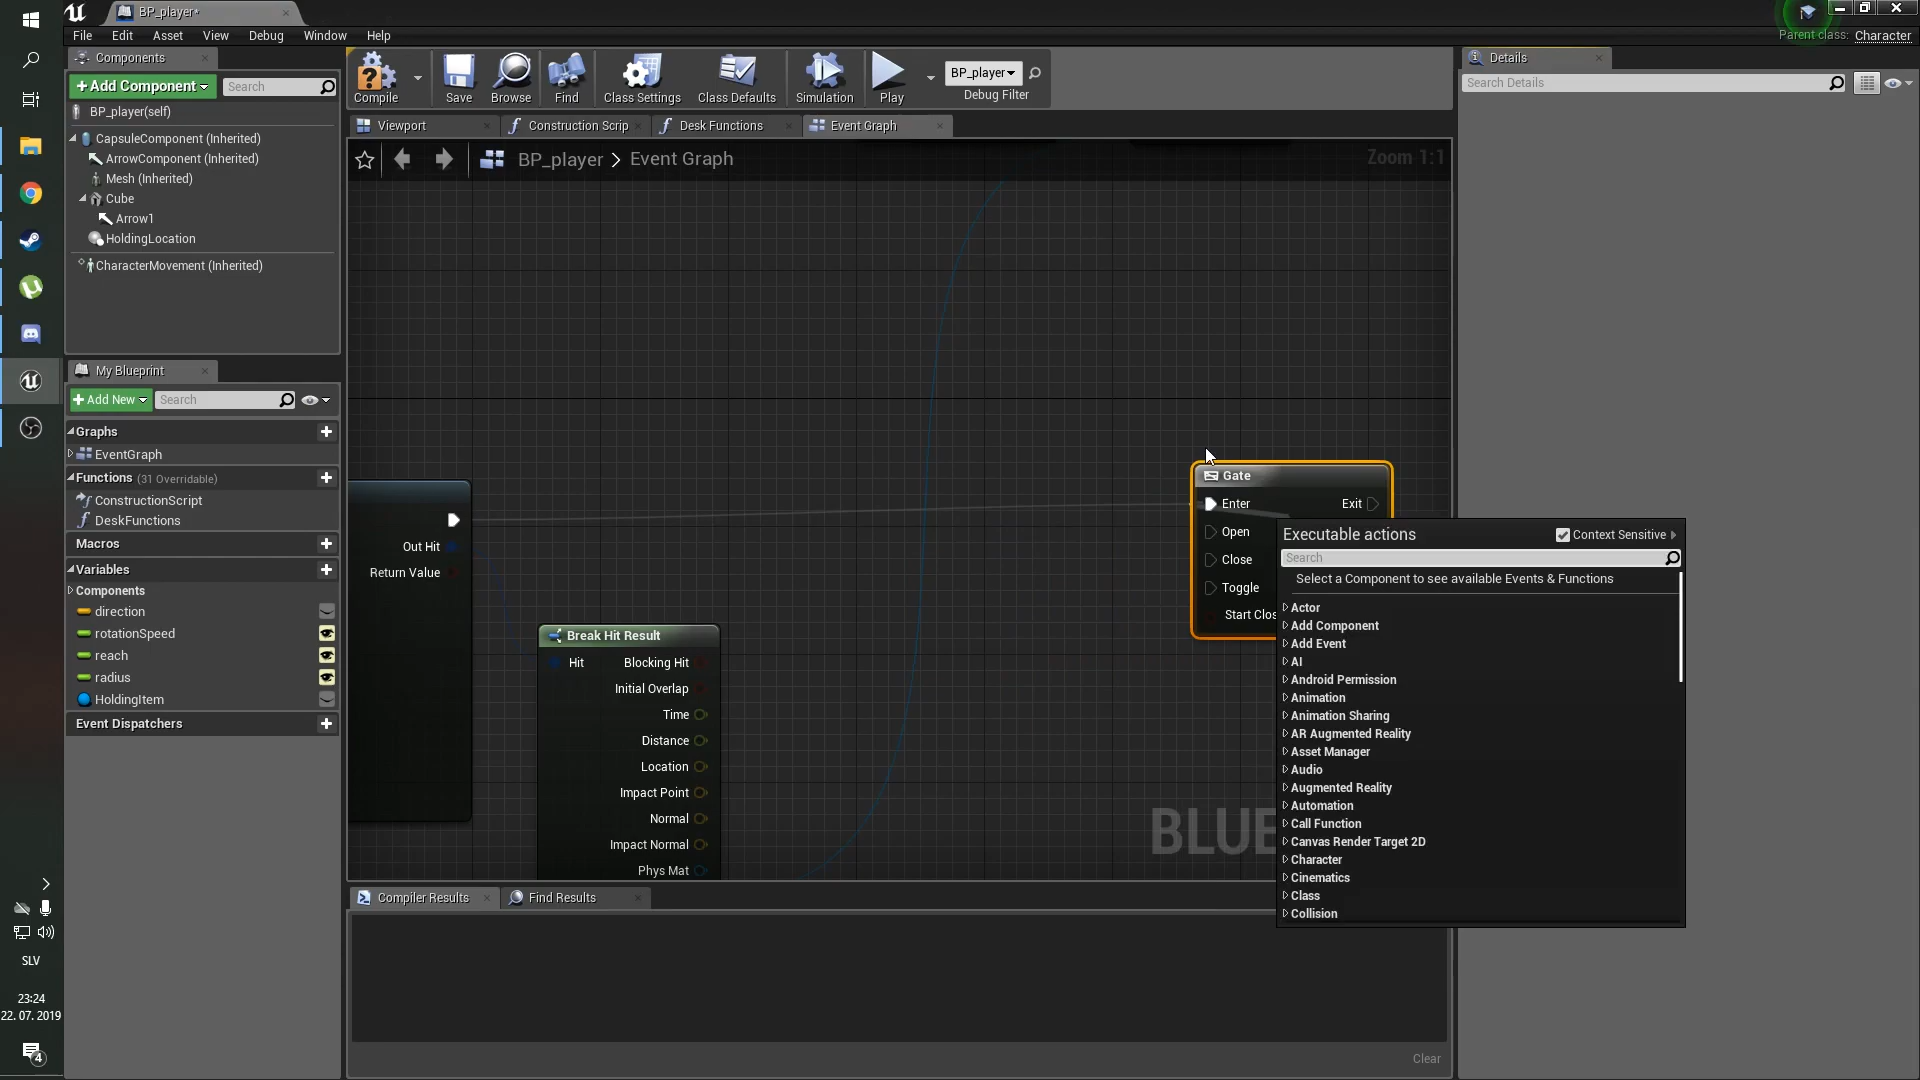 BP_player*
File Edit Asset View Debug Window Help
Parent class: Character
Components
+Add Component
Search
BP_player(self)
CapsuleComponent (Inherited)
ArrowComponent (Inherited)
Mesh (Inherited)
Cube
Arrow1
HoldingLocation
CharacterMovement (Inherited)
My Blueprint
+Add New
Search
Graphs
EventGraph
Functions (31 Overridable)
ConstructionScript
DeskFunctions
Macros
Variables
Components
direction
rotationSpeed
reach
radius
HoldingItem
Event Dispatchers
Compile
Save
Browse
Find
Class Settings
Class Defaults
Simulation
Play
BP_player
Debug Filter
Viewport
Construction Scrip
Desk Functions
Event Graph
BP_player > Event Graph
Zoom 1:1
Out Hit
Return Value
Break Hit Result
Hit
Blocking Hit
Initial Overlap
Time
Distance
Location
Impact Point
Normal
Impact Normal
Phys Mat
Gate
Enter
Exit
Open
Close
Toggle
Start Clos
BLUE
Executable actions
Context Sensitive
Search
Select a Component to see available Events & Functions
Actor
Add Component
Add Event
AI
Android Permission
Animation
Animation Sharing
AR Augmented Reality
Asset Manager
Audio
Augmented Reality
Automation
Call Function
Canvas Render Target 2D
Character
Cinematics
Class
Collision
Compiler Results
Find Results
Clear
Details
Search Details
SLV
23:24
22. 07. 2019
4